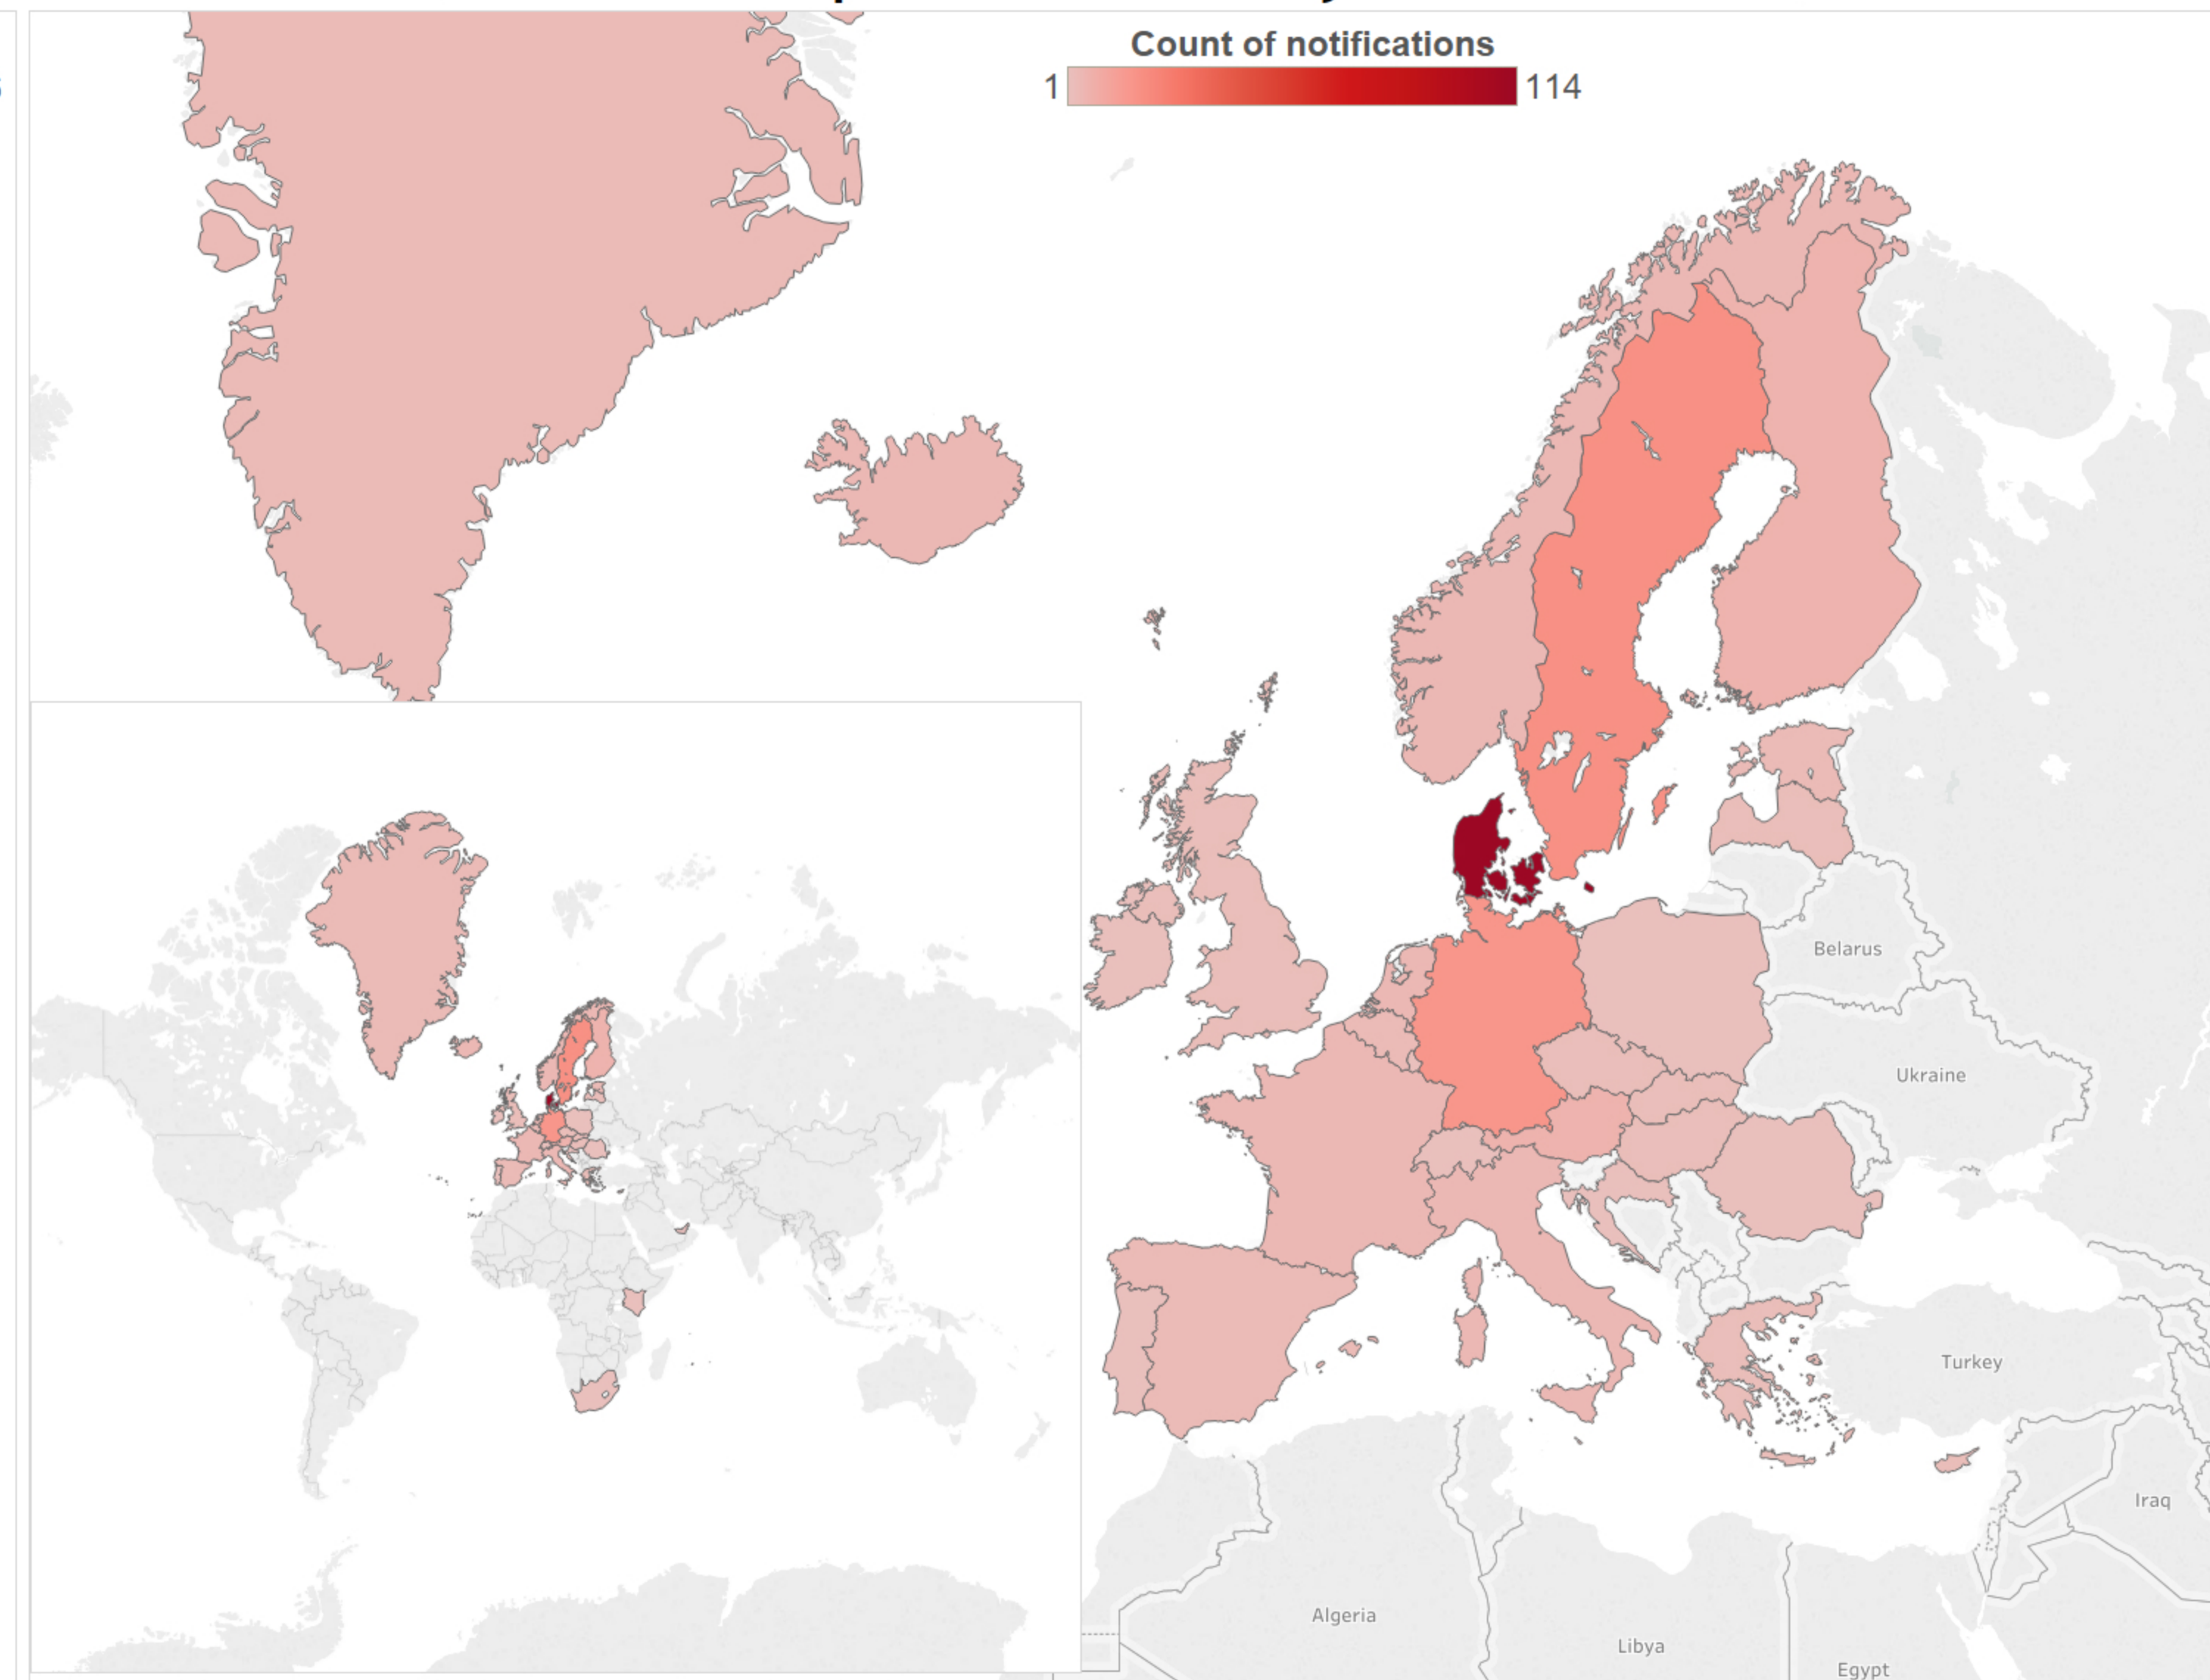 Count of notifications
1 114
Belarus
Ukraine
Turkey
Iraq
Algeria
Libya
Egypt